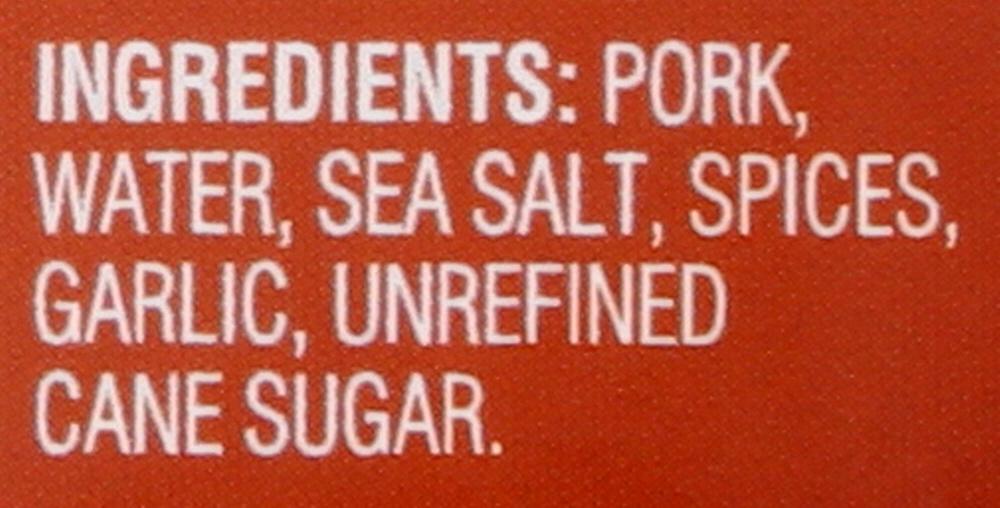 INGREDIENTS: PORK,
WATER, SEA SALT, SPICES,
GARLIC, UNREFINED
CANE SUGAR.